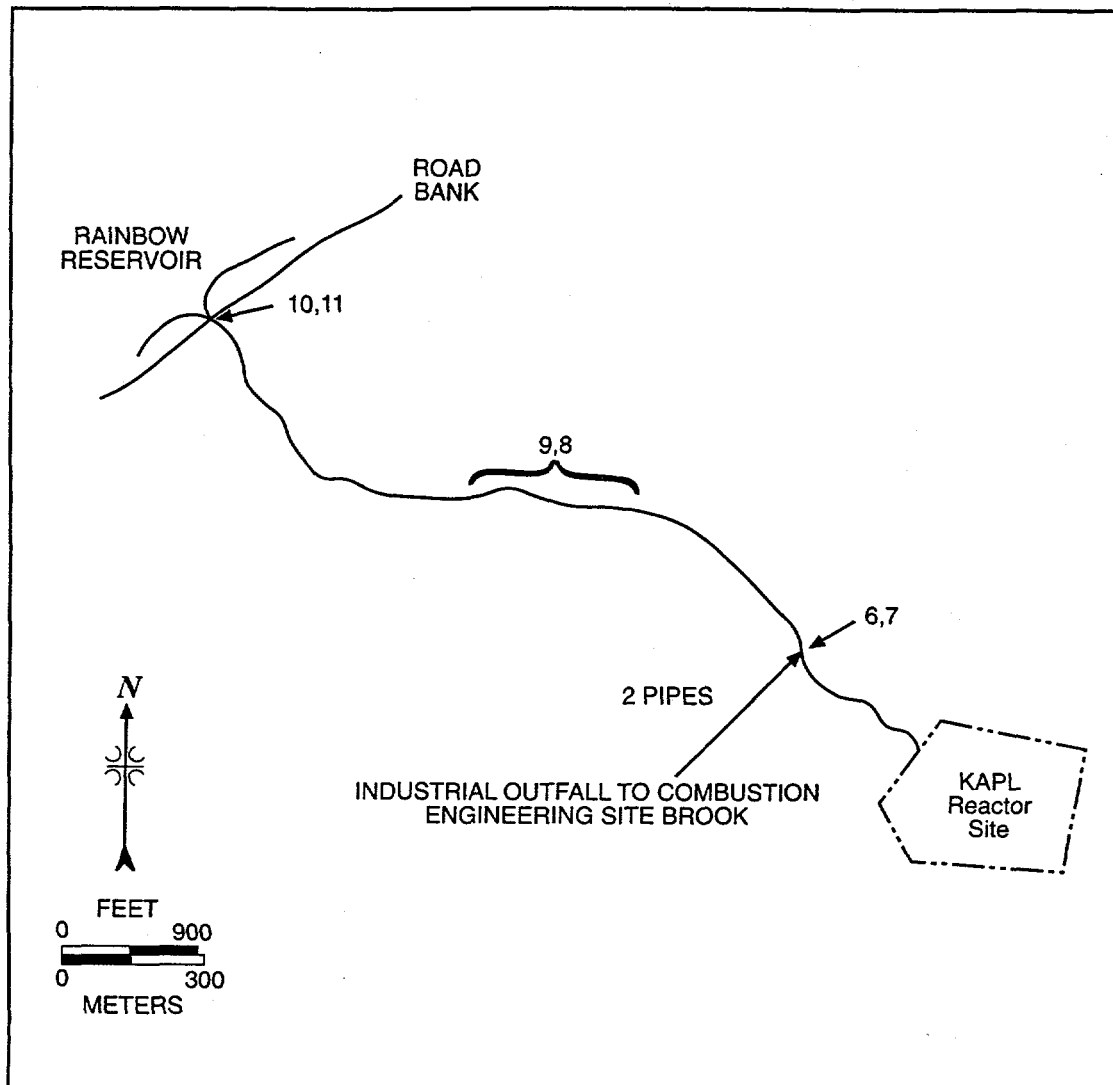 ROAD
BANK
RAINBOW
RESERVOIR
10,11
9,8
6,7
2 PIPES
N
INDUSTRIAL OUTFALL TO COMBUSTION
ENGINEERING SITE BROOK
KAPL
Reactor
Site
FEET
0 900
0 300
METERS